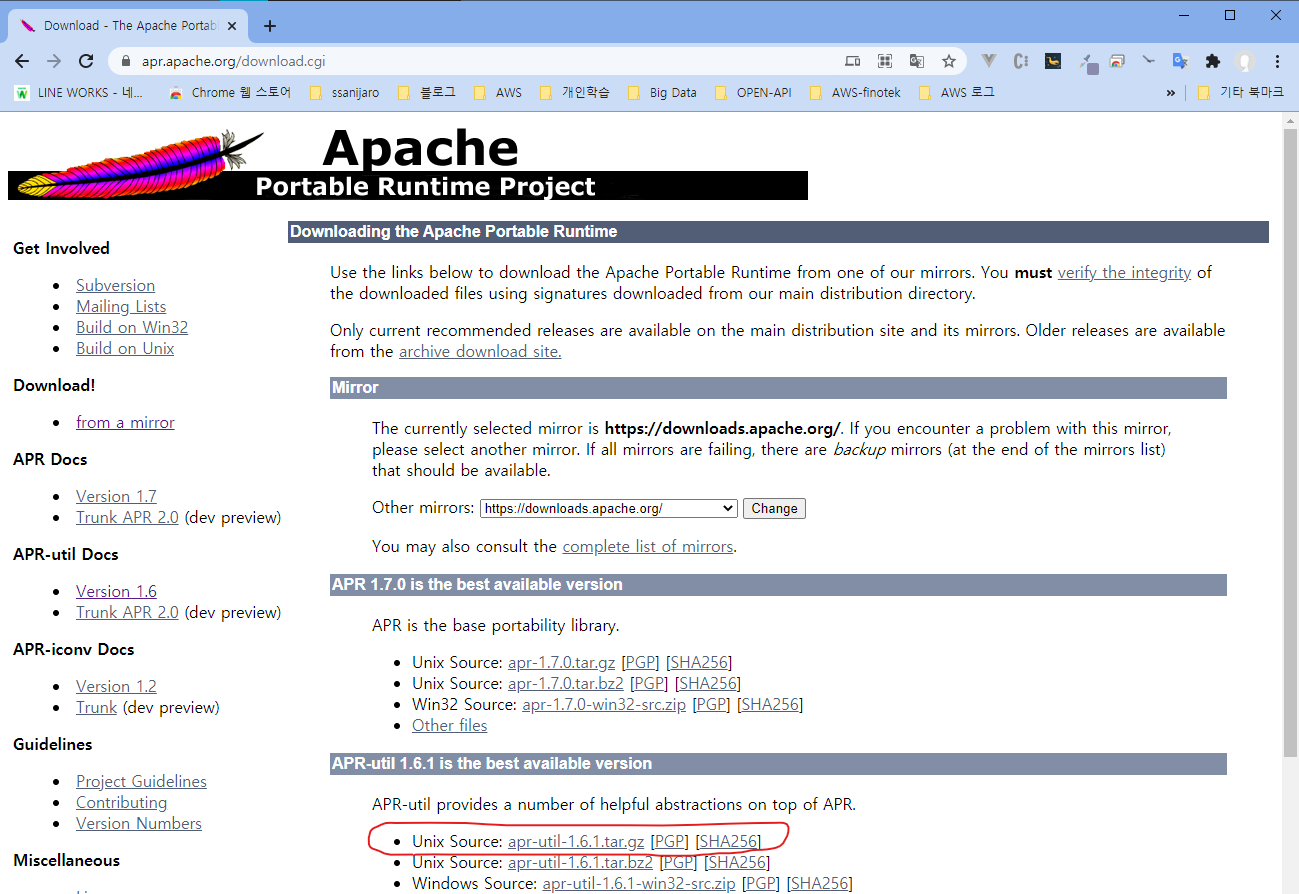 Download - The Apache Portab
apr.apache.org/download.cgi
LINE WORKS - 네...
Chrome 웹 스토어
ssanijaro
블로그
AWS
개인학습
Big Data
OPEN-API
AWS-finotek
AWS 로그
»
기타 북마크
Apache
Portable Runtime Project
Get Involved
Subversion
Mailing Lists
Build on Win32
Build on Unix
Download!
from a mirror
APR Docs
Version 1.7
Trunk APR 2.0 (dev preview)
APR-util Docs
Version 1.6
Trunk APR 2.0 (dev preview)
APR-iconv Docs
Version 1.2
Trunk (dev preview)
Guidelines
Project Guidelines
Contributing
Version Numbers
Miscellaneous
Downloading the Apache Portable Runtime
Use the links below to download the Apache Portable Runtime from one of our mirrors. You must verify the integrity of
the downloaded files using signatures downloaded from our main distribution directory.
Only current recommended releases are available on the main distribution site and its mirrors. Older releases are available
from the archive download site.
Mirror
The currently selected mirror is https://downloads.apache.org/. If you encounter a problem with this mirror,
please select another mirror. If all mirrors are failing, there are backup mirrors (at the end of the mirrors list)
that should be available.
Other mirrors: https://downloads.apache.org/ Change
You may also consult the complete list of mirrors.
APR 1.7.0 is the best available version
APR is the base portability library.
Unix Source: apr-1.7.0.tar.gz [PGP] [SHA256]
Unix Source: apr-1.7.0.tar.bz2 [PGP] [SHA256]
Win32 Source: apr-1.7.0-win32-src.zip [PGP] [SHA256]
Other files
APR-util 1.6.1 is the best available version
APR-util provides a number of helpful abstractions on top of APR.
Unix Source: apr-util-1.6.1.tar.gz [PGP] [SHA256]
Unix Source: apr-util-1.6.1.tar.bz2 [PGP] [SHA256]
Windows Source: apr-util-1.6.1-win32-src.zip [PGP] [SHA256]